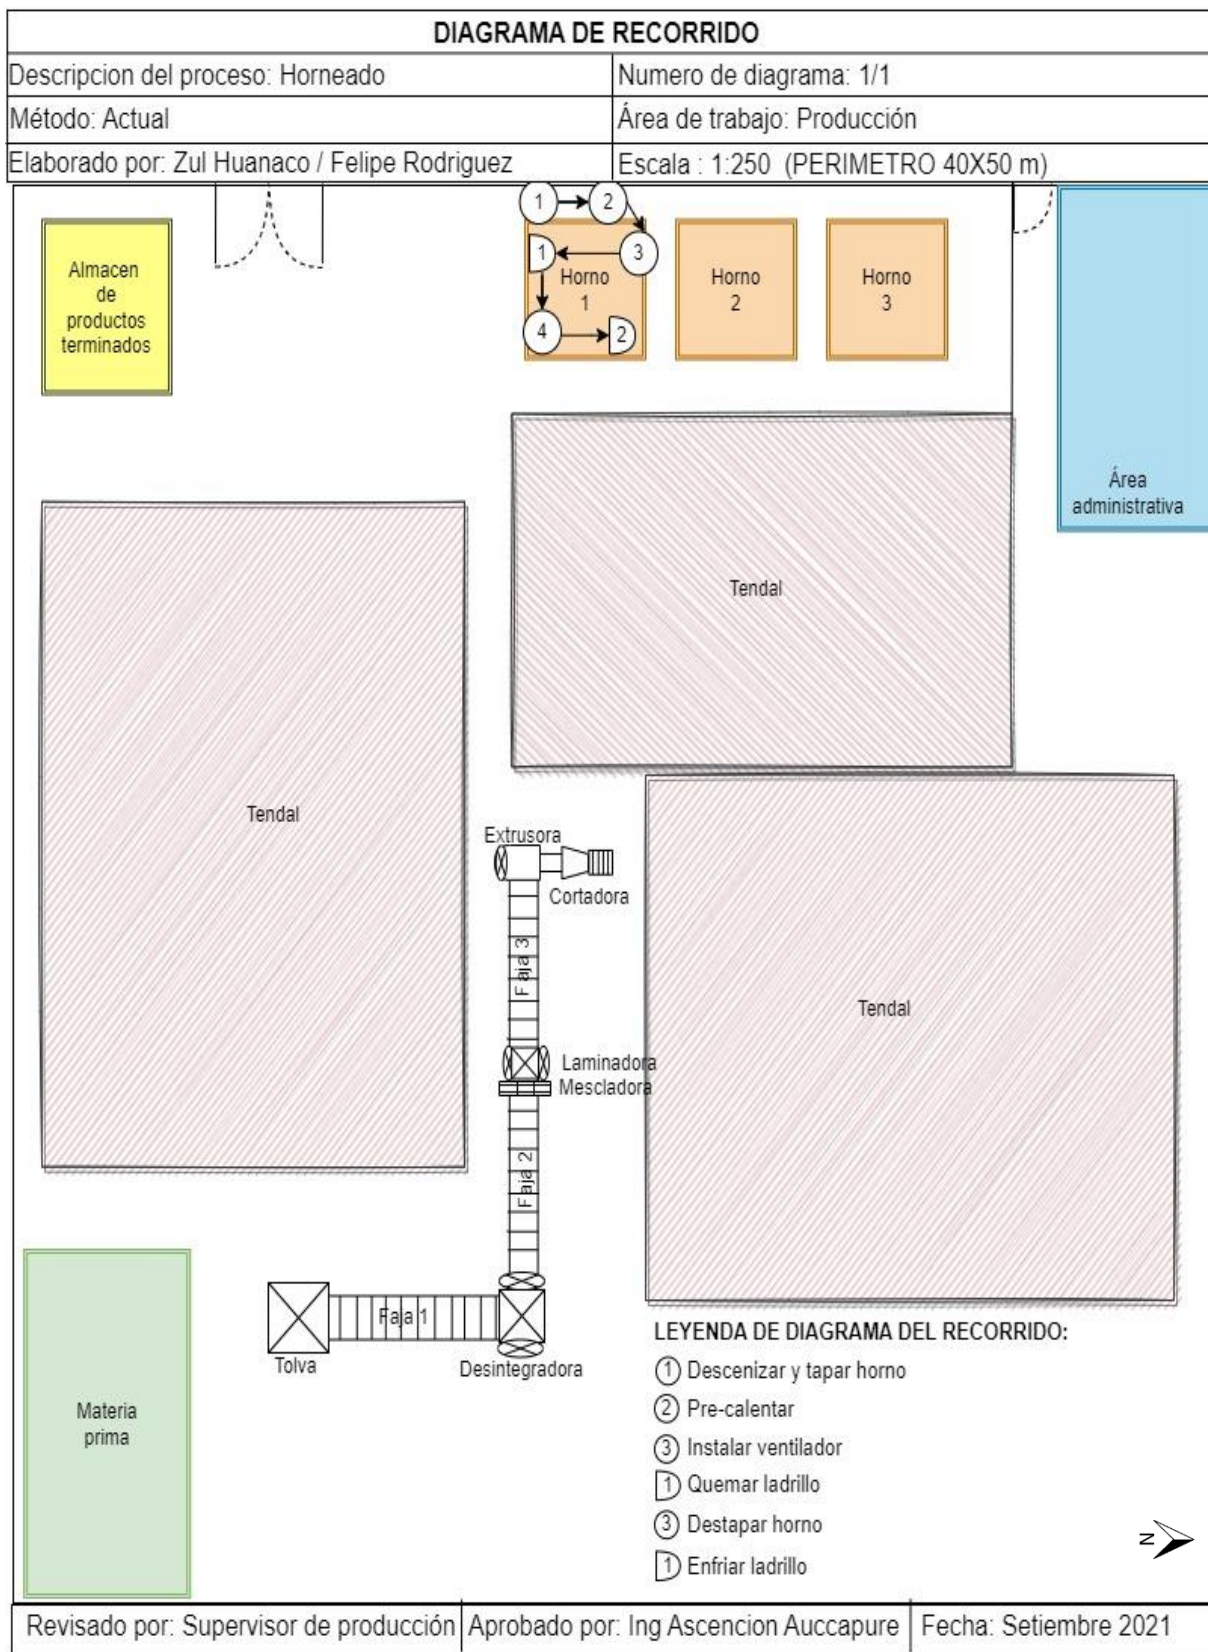 DIAGRAMA DE RECORRIDO
Descripcion del proceso: Horneado
Numero de diagrama: 1/1
Método: Actual
Área de trabajo: Producción
Elaborado por: Zul Huanaco / Felipe Rodriguez
Escala : 1:250 (PERIMETRO 40X50 m)
1
2
3
1
4
2
Almacen
de
productos
terminados
Horno
1
Horno
2
Horno
3
Área
administrativa
Tendal
Tendal
Tendal
Extrusora
Cortadora
Faja 3
Laminadora
Mescladora
Faja 2
Faja 1
Tolva
Desintegradora
Materia
prima
LEYENDA DE DIAGRAMA DEL RECORRIDO:
1 Descenizar y tapar horno
2 Pre-calentar
3 Instalar ventilador
1 Quemar ladrillo
3 Destapar horno
1 Enfriar ladrillo
N
Revisado por: Supervisor de producción
Aprobado por: Ing Ascencion Auccapure
Fecha: Setiembre 2021